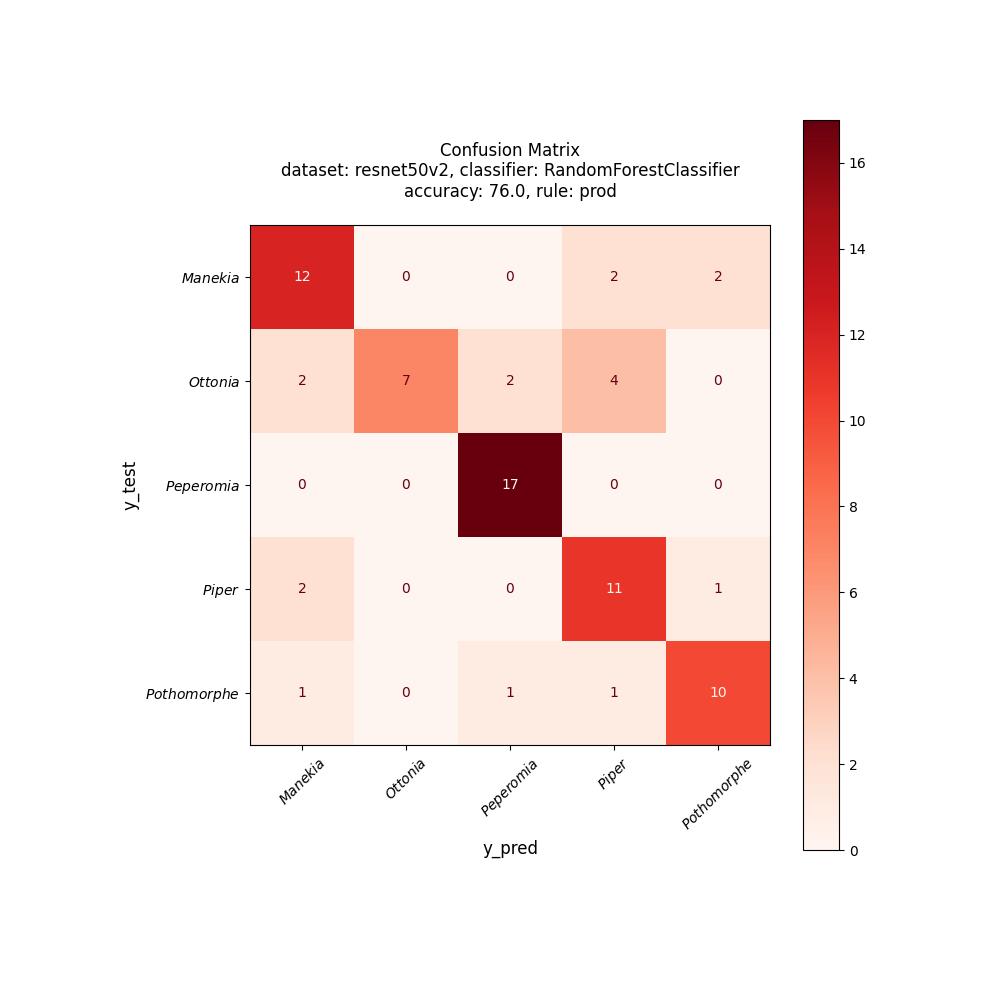 Confusion Matrix
dataset: resnet50v2, classifier: RandomForestClassifier
accuracy: 76.0, rule: prod
y_test
Manekia 12 0 0 2 2
Ottonia 2 7 2 4 0
Peperomia 0 0 17 0 0
Piper 2 0 0 11 1
Pothomorphe 1 0 1 1 10
Manekia Ottonia Peperomia Piper Pothomorphe
y_pred
16
14
12
10
8
6
4
2
0